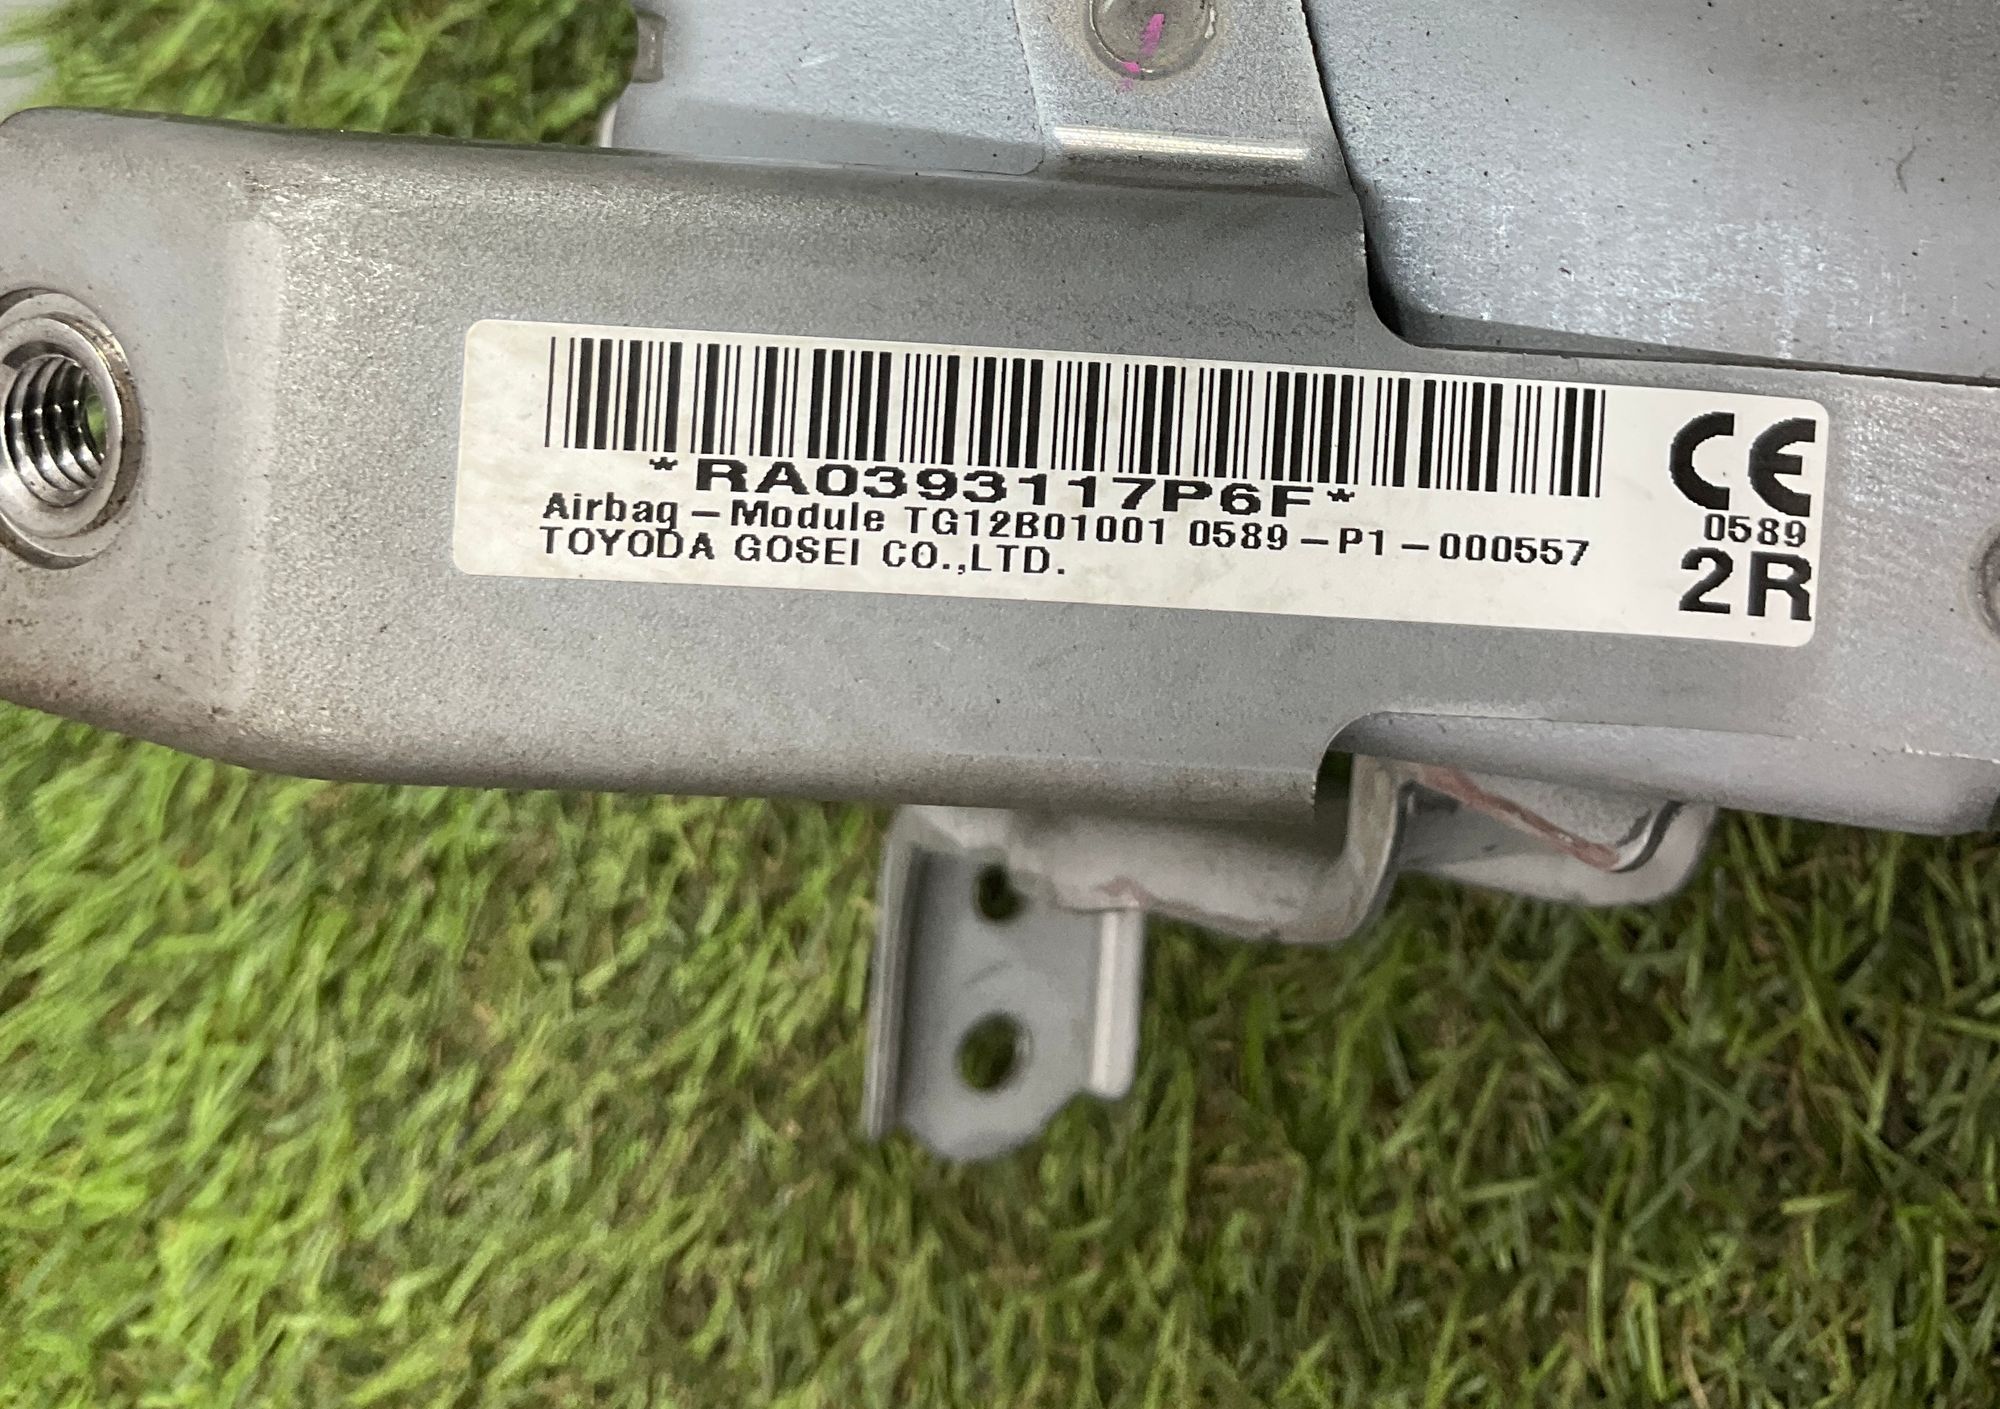 *RA0393117P6F*
Airbag-Module TG12B01001 0589-P1-000557
TOYODA GOSEI CO.,LTD.
CE
0589
2R